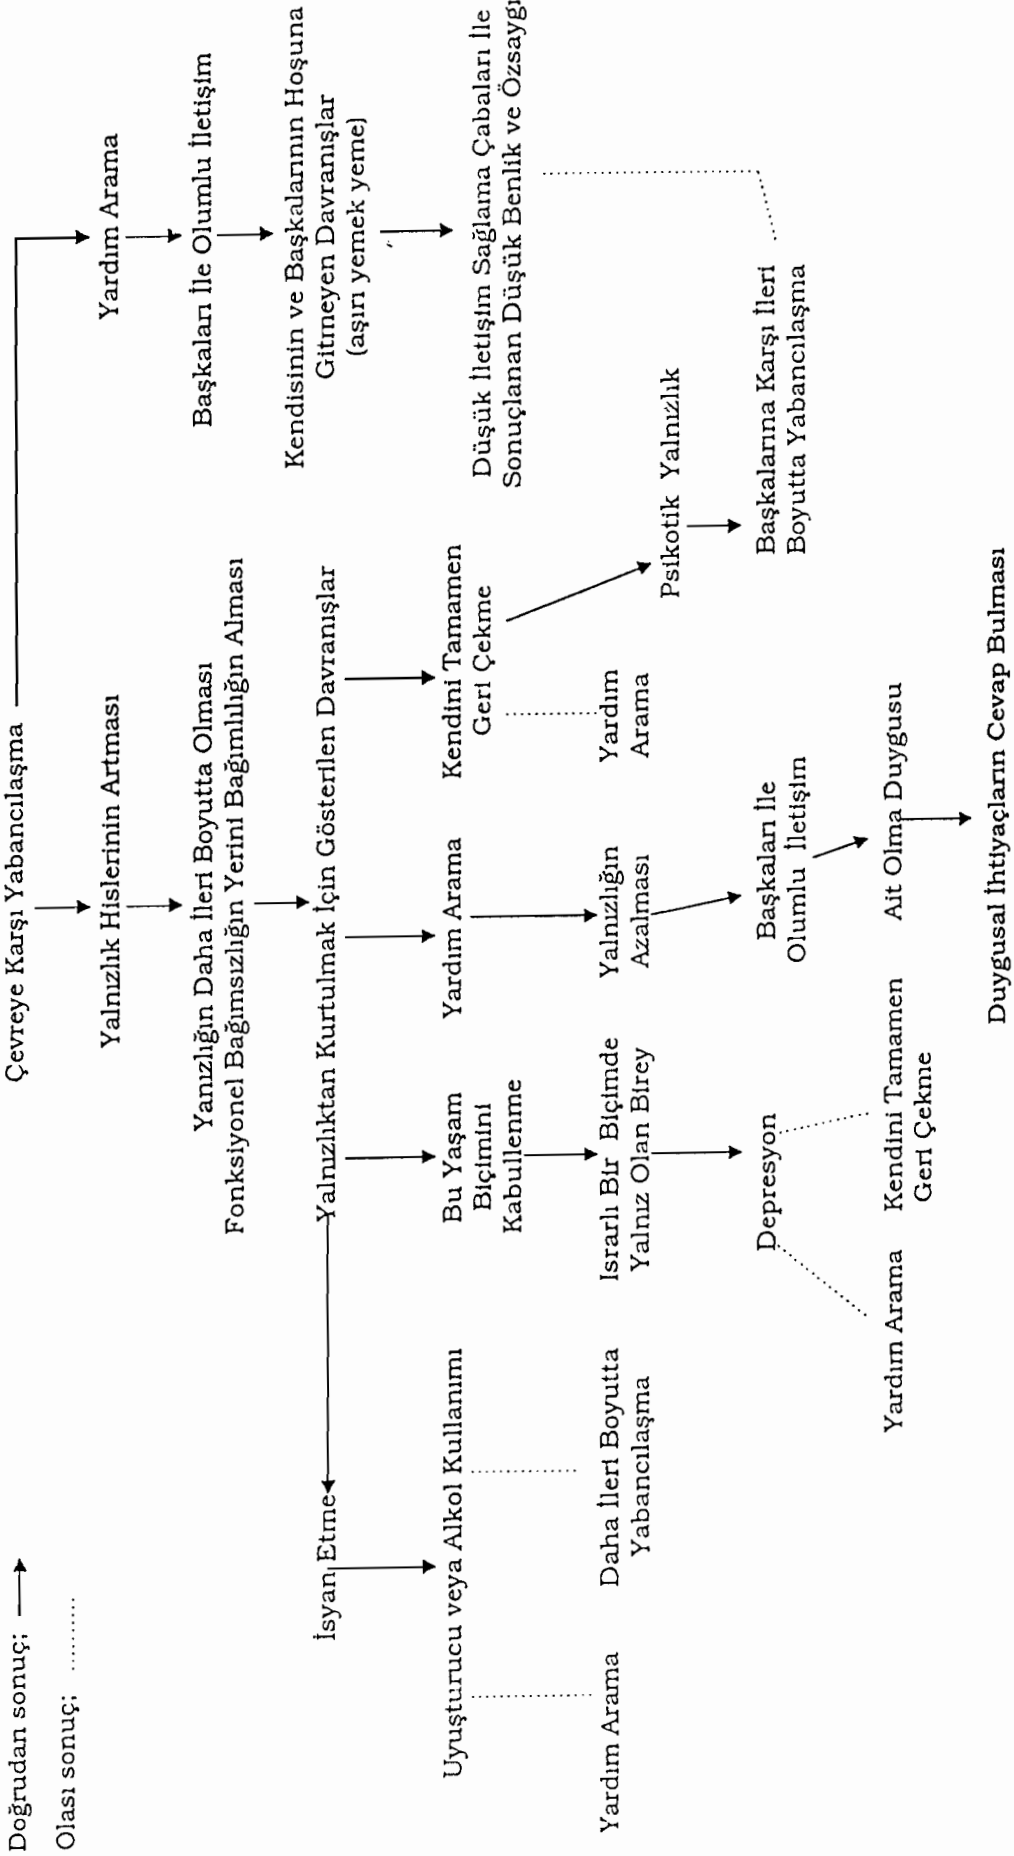 Doğrudan sonuç;
Olası sonuç;
Çevreye Karşı Yabancılaşma
Yalnızlık Hislerinin Artması
Yardım Arama
Yanızlığın Daha İleri Boyutta Olması
Fonksiyonel Bağımsızlığın Yerini Bağımlılığın Alması
Başkaları İle Olumlu İletişim
İsyan Etme
Yalnızlıktan Kurtulmak İçin Gösterilen Davranışlar
Kendisinin ve Başkalarının Hoşuna
Gitmeyen Davranışlar
(aşırı yemek yeme)
Uyuşturucu veya Alkol Kullanımı
Bu Yaşam
Biçimini
Kabullenme
Yardım Arama
Kendini Tamamen
Geri Çekme
Düşük İletişim Sağlama Çabaları İle
Sonuçlanan Düşük Benlik ve Özsaygı
Yardım Arama
Daha İleri Boyutta
Yabancılaşma
Israrlı Bir Biçimde
Yalnız Olan Birey
Yalnızlığın
Azalması
Yardım
Arama
Psikotik Yalnızlık
Depresyon
Başkaları İle
Olumlu İletişim
Başkalarına Karşı İleri
Boyutta Yabancılaşma
Yardım Arama
Kendini Tamamen
Geri Çekme
Ait Olma Duygusu
Duygusal İhtiyaçların Cevap Bulması